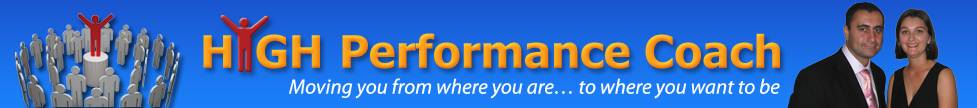 HIGH Performance Coach
Moving you from where you are... to where you want to be